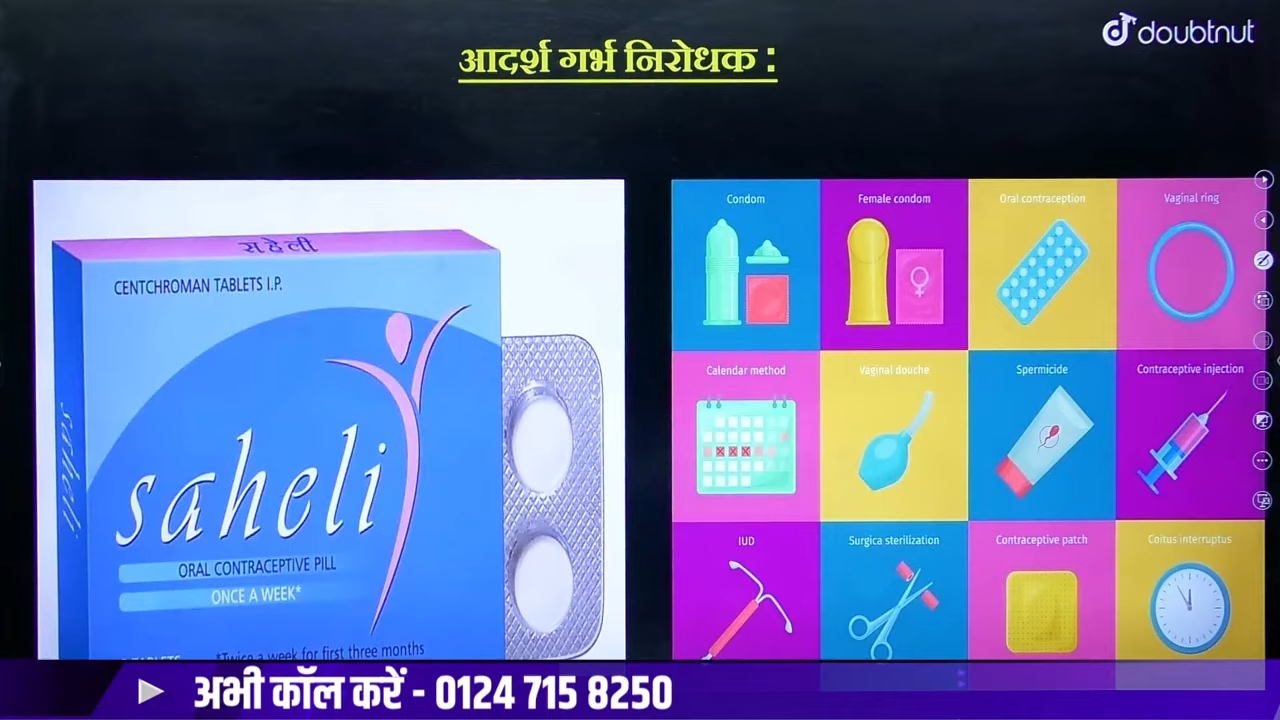 doubtnut
आदर्श गर्भ निरोधक :
सहेली
CENTCHROMAN TABLETS I.P.
saheli
saheli
ORAL CONTRACEPTIVE PILL
ONCE A WEEK*
*Twice a week for first three months
TABLETS
Condom
Female condom
Oral contraception
Vaginal ring
Calendar method
Vaginal douche
Spermicide
Contraceptive injection
IUD
Surgica sterilization
Contraceptive patch
Coitus interruptus
अभी कॉल करें - 0124 715 8250